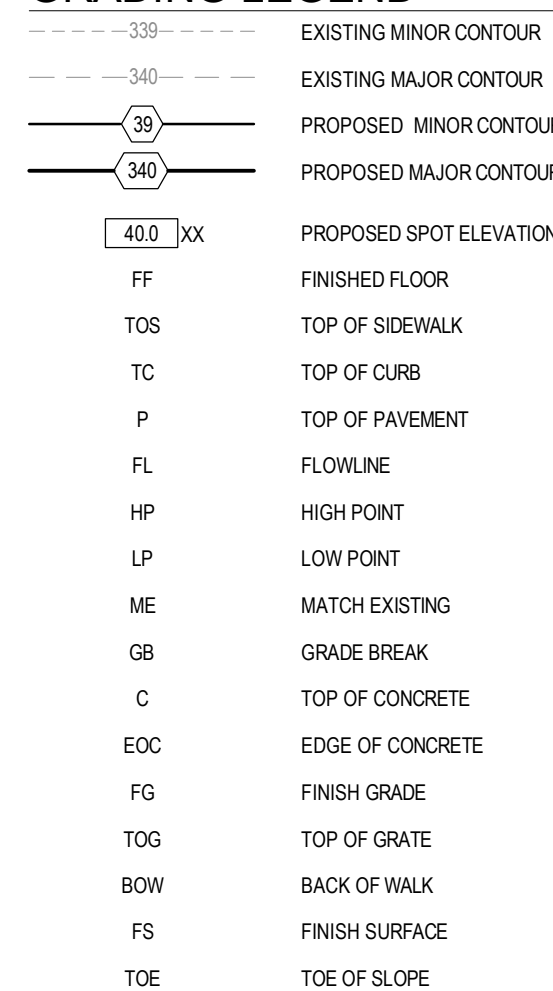 GRADING LEGEND
339 EXISTING MINOR CONTOUR
340 EXISTING MAJOR CONTOUR
39 PROPOSED MINOR CONTOUR
340 PROPOSED MAJOR CONTOUR
40.0 XX PROPOSED SPOT ELEVATION
FF FINISHED FLOOR
TOS TOP OF SIDEWALK
TC TOP OF CURB
P TOP OF PAVEMENT
FL FLOWLINE
HP HIGH POINT
LP LOW POINT
ME MATCH EXISTING
GB GRADE BREAK
C TOP OF CONCRETE
EOC EDGE OF CONCRETE
FG FINISH GRADE
TOG TOP OF GRATE
BOW BACK OF WALK
FS FINISH SURFACE
TOE TOE OF SLOPE